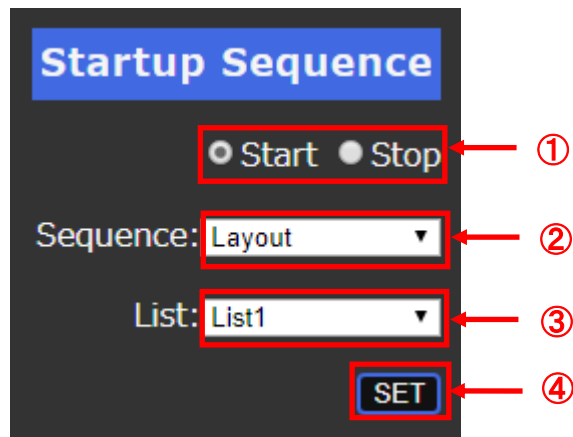 Startup Sequence
Start Stop ①
Sequence: Layout ▼ ②
List: List1 ▼ ③
SET ④